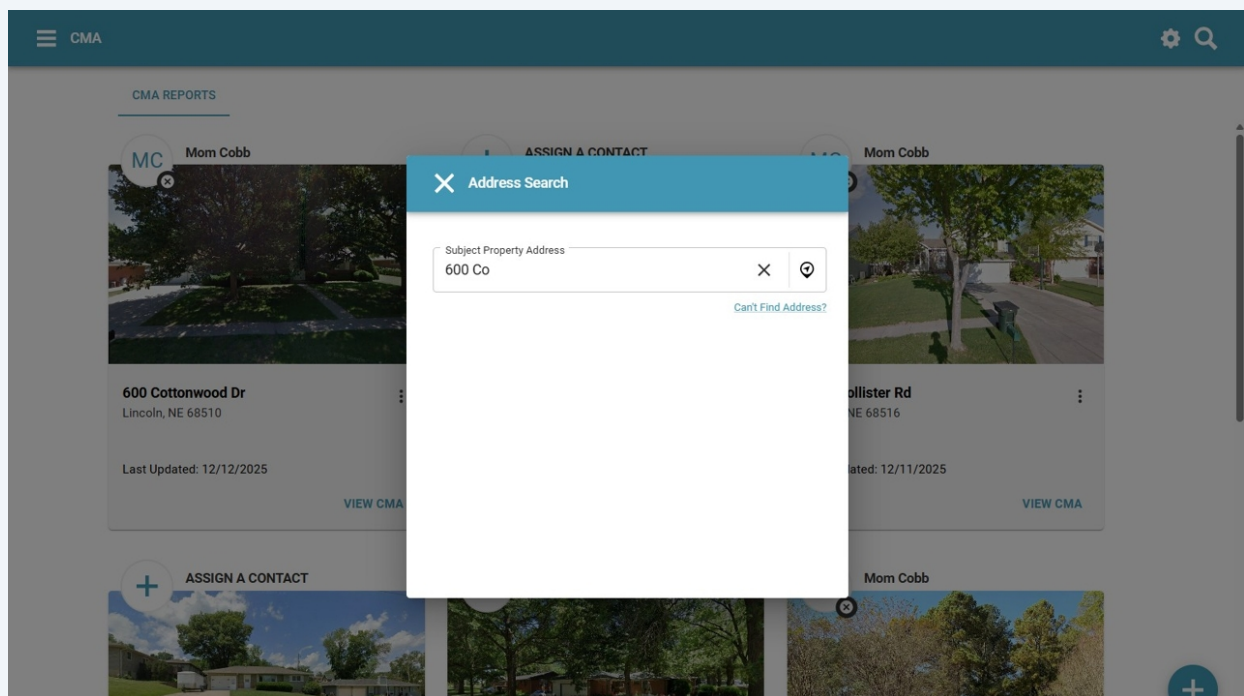 CMA
CMA REPORTS
MC
Mom Cobb
ASSIGN A CONTACT
Mom Cobb
Address Search
Subject Property Address
600 Co
Can't Find Address?
600 Cottonwood Dr
Lincoln, NE 68510
Last Updated: 12/12/2025
VIEW CMA
ollister Rd
NE 68516
ated: 12/11/2025
VIEW CMA
ASSIGN A CONTACT
Mom Cobb